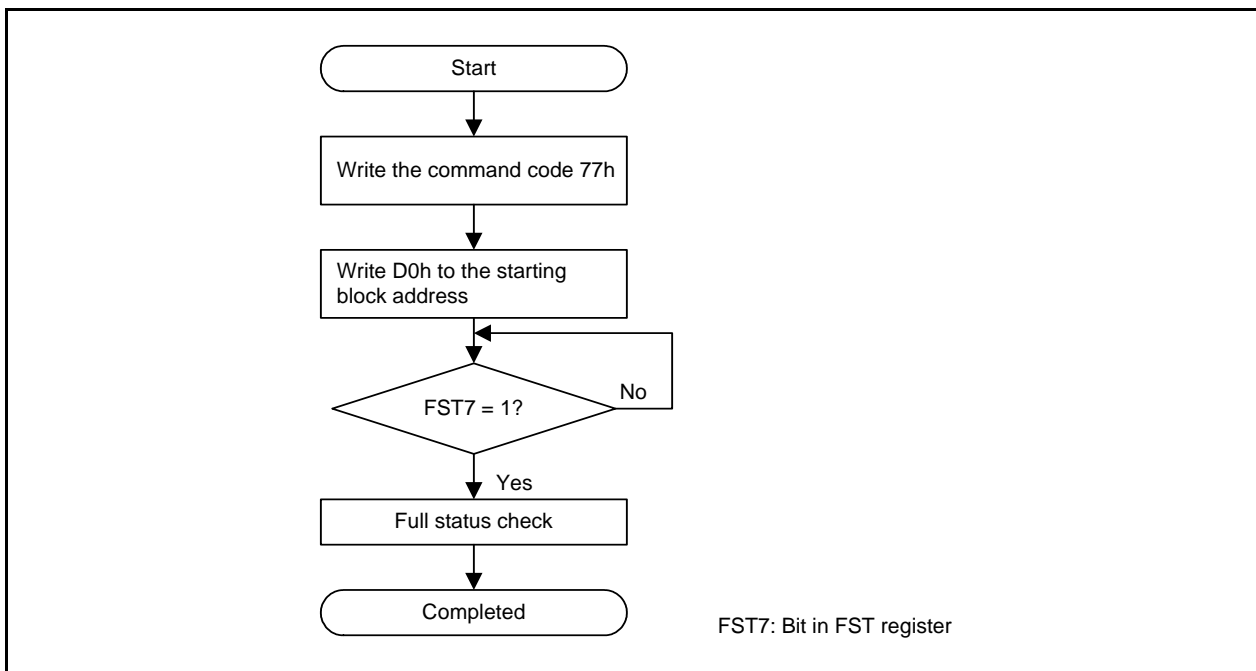 Start
Write the command code 77h
Write D0h to the starting
block address
No
FST7 = 1?
Yes
Full status check
Completed
FST7: Bit in FST register